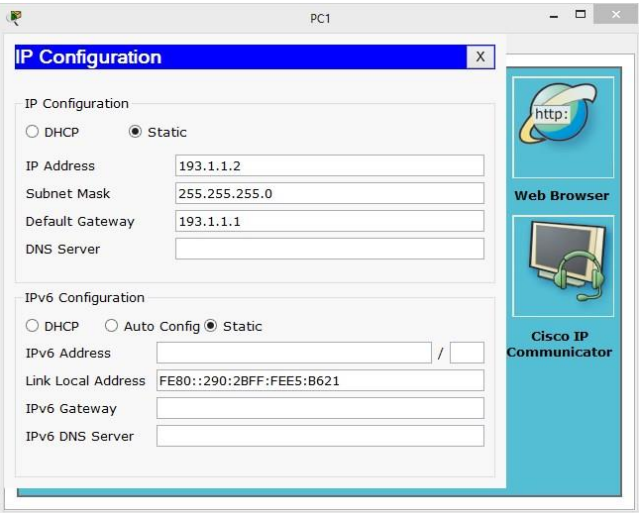 PC1
IP Configuration X
IP Configuration
DHCP Static
IP Address 193.1.1.2
Subnet Mask 255.255.255.0
Default Gateway 193.1.1.1
DNS Server
IPv6 Configuration
DHCP Auto Config Static
IPv6 Address /
Link Local Address FE80::290:2BFF:FEE5:B621
IPv6 Gateway
IPv6 DNS Server
http:
Web Browser
Cisco IP
Communicator